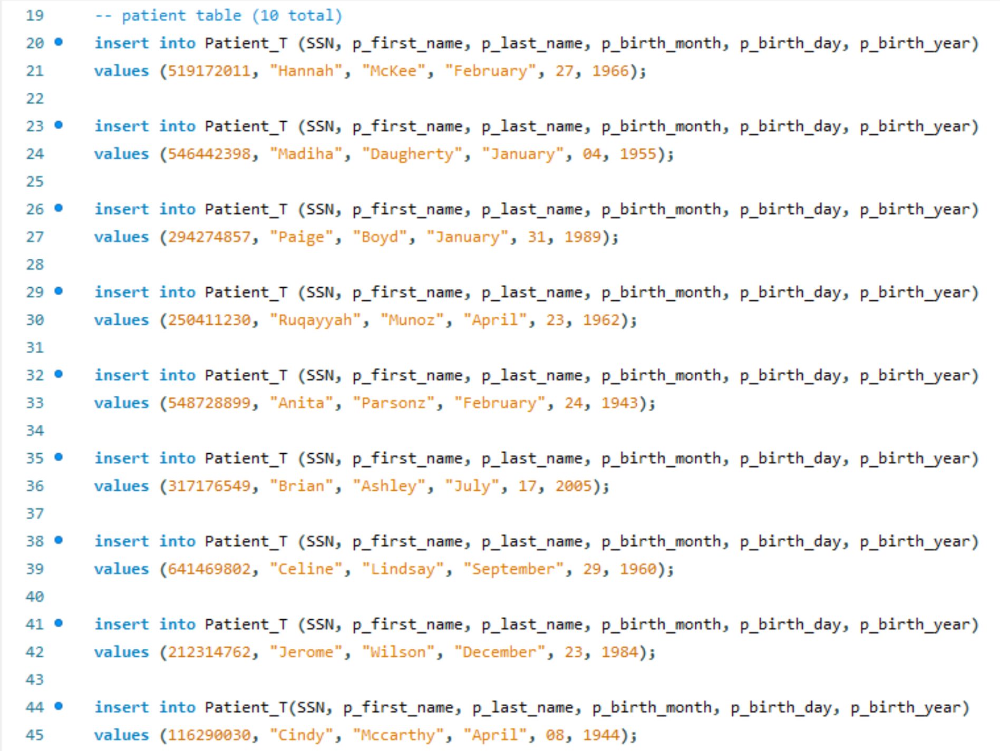 19 -- patient table (10 total)
20 insert into Patient_T (SSN, p_first_name, p_last_name, p_birth_month, p_birth_day, p_birth_year)
21 values (519172011, "Hannah", "McKee", "February", 27, 1966);
22
23 insert into Patient_T (SSN, p_first_name, p_last_name, p_birth_month, p_birth_day, p_birth_year)
24 values (546442398, "Madiha", "Daugherty", "January", 04, 1955);
25
26 insert into Patient_T (SSN, p_first_name, p_last_name, p_birth_month, p_birth_day, p_birth_year)
27 values (294274857, "Paige", "Boyd", "January", 31, 1989);
28
29 insert into Patient_T (SSN, p_first_name, p_last_name, p_birth_month, p_birth_day, p_birth_year)
30 values (250411230, "Ruqayyah", "Munoz", "April", 23, 1962);
31
32 insert into Patient_T (SSN, p_first_name, p_last_name, p_birth_month, p_birth_day, p_birth_year)
33 values (548728899, "Anita", "Parsonz", "February", 24, 1943);
34
35 insert into Patient_T (SSN, p_first_name, p_last_name, p_birth_month, p_birth_day, p_birth_year)
36 values (317176549, "Brian", "Ashley", "July", 17, 2005);
37
38 insert into Patient_T (SSN, p_first_name, p_last_name, p_birth_month, p_birth_day, p_birth_year)
39 values (641469802, "Celine", "Lindsay", "September", 29, 1960);
40
41 insert into Patient_T (SSN, p_first_name, p_last_name, p_birth_month, p_birth_day, p_birth_year)
42 values (212314762, "Jerome", "Wilson", "December", 23, 1984);
43
44 insert into Patient_T(SSN, p_first_name, p_last_name, p_birth_month, p_birth_day, p_birth_year)
45 values (116290030, "Cindy", "Mccarthy", "April", 08, 1944);